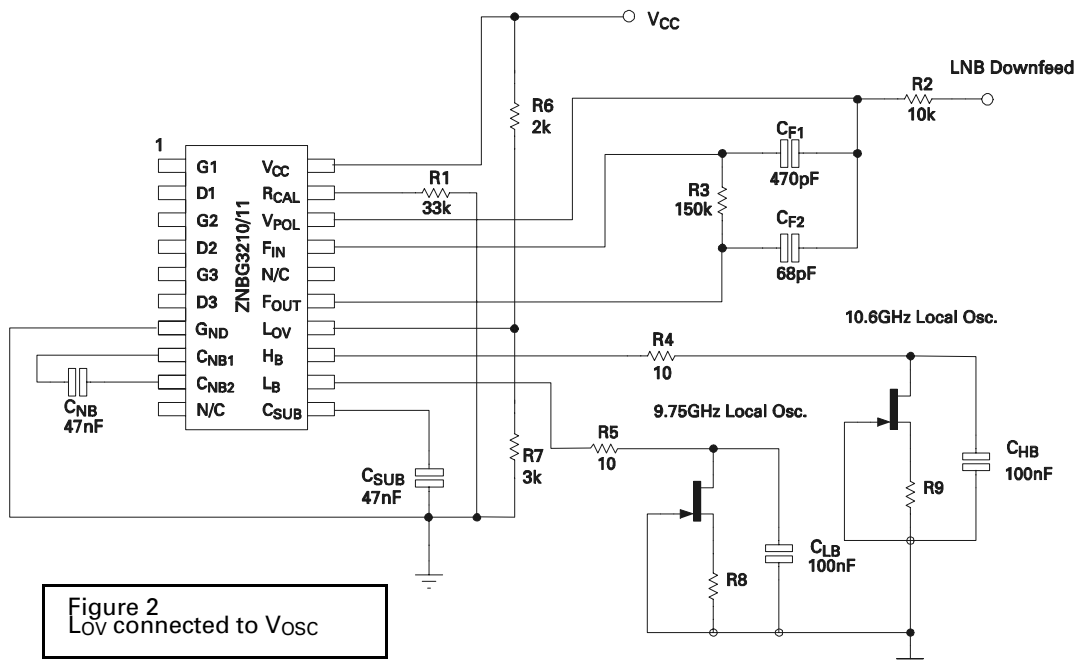 VCC
LNB Downfeed
R2
10k
R6
2k
CF1
470pF
R3
150k
CF2
68pF
1
ZNBG3210/11
G1
VCC
D1
RCAL
R1
33k
G2
VPOL
D2
FIN
G3
N/C
D3
FOUT
GND
LOV
CNB1
HB
CNB2
LB
N/C
CSUB
CNB
47nF
10.6GHz Local Osc.
R4
10
9.75GHz Local Osc.
R5
10
R7
3k
CSUB
47nF
CHB
100nF
R9
CLB
100nF
R8
Figure 2
LOV connected to VOSC